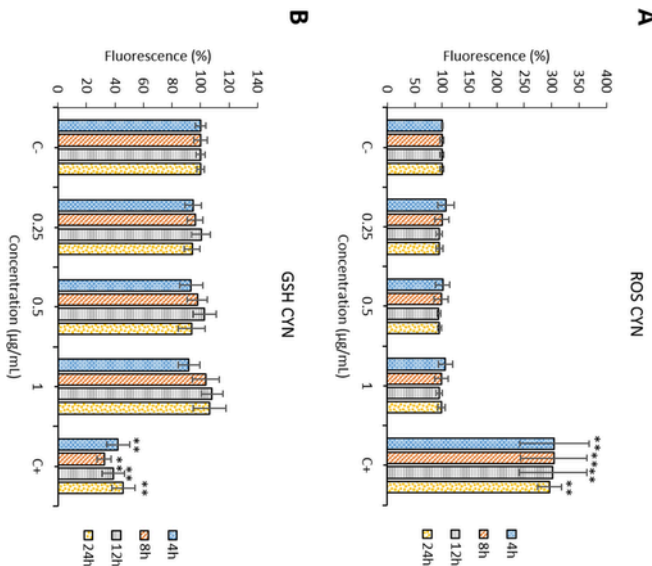 A
ROS CYN
Fluorescence (%)
400
350
300
250
200
150
100
50
0
** ** ** **
C- 0.25 0.5 1 C+
Concentration (µg/mL)
4h 8h 12h 24h
B
GSH CYN
Fluorescence (%)
140
120
100
80
60
40
20
0
** ** ** **
C- 0.25 0.5 1 C+
Concentration (µg/mL)
4h 8h 12h 24h